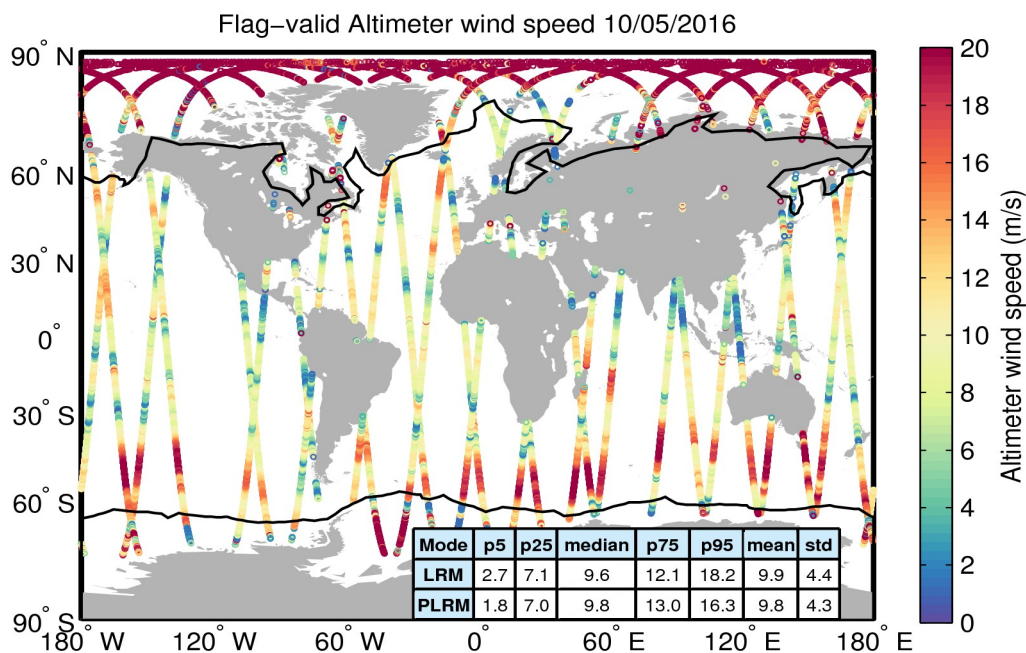 Flag−valid Altimeter wind speed 10/05/2016
90° N
60° N
30° N
0°
30° S
60° S
90° S
180° W
120° W
60° W
0°
60° E
120° E
180° E
Mode p5 p25 median p75 p95 mean std
LRM 2.7 7.1 9.6 12.1 18.2 9.9 4.4
PLRM 1.8 7.0 9.8 13.0 16.3 9.8 4.3
20
18
16
14
12
10
8
6
4
2
0
Altimeter wind speed (m/s)